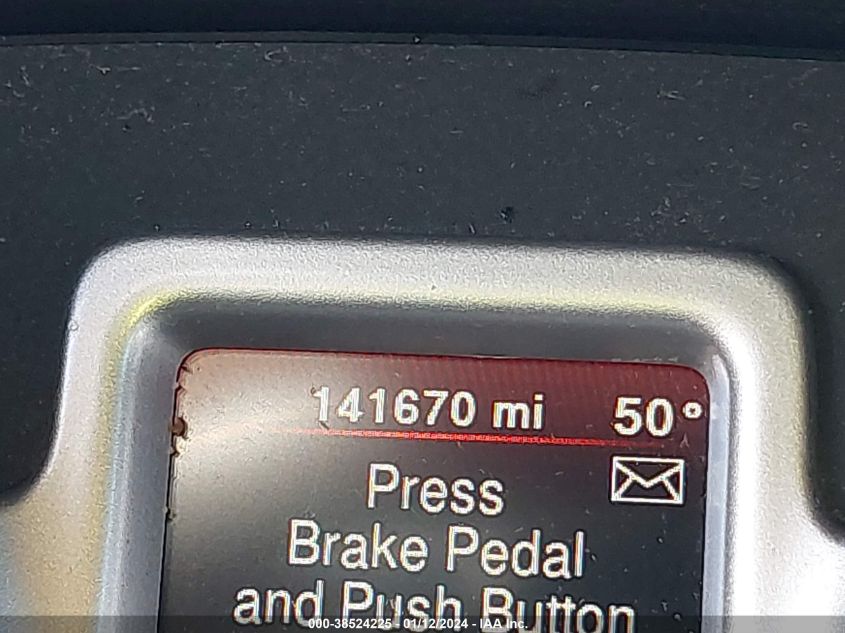 141670 mi 50°
Press
Brake Pedal
and Push Button
000-38524225 - 01/12/2024 - IAA Inc.